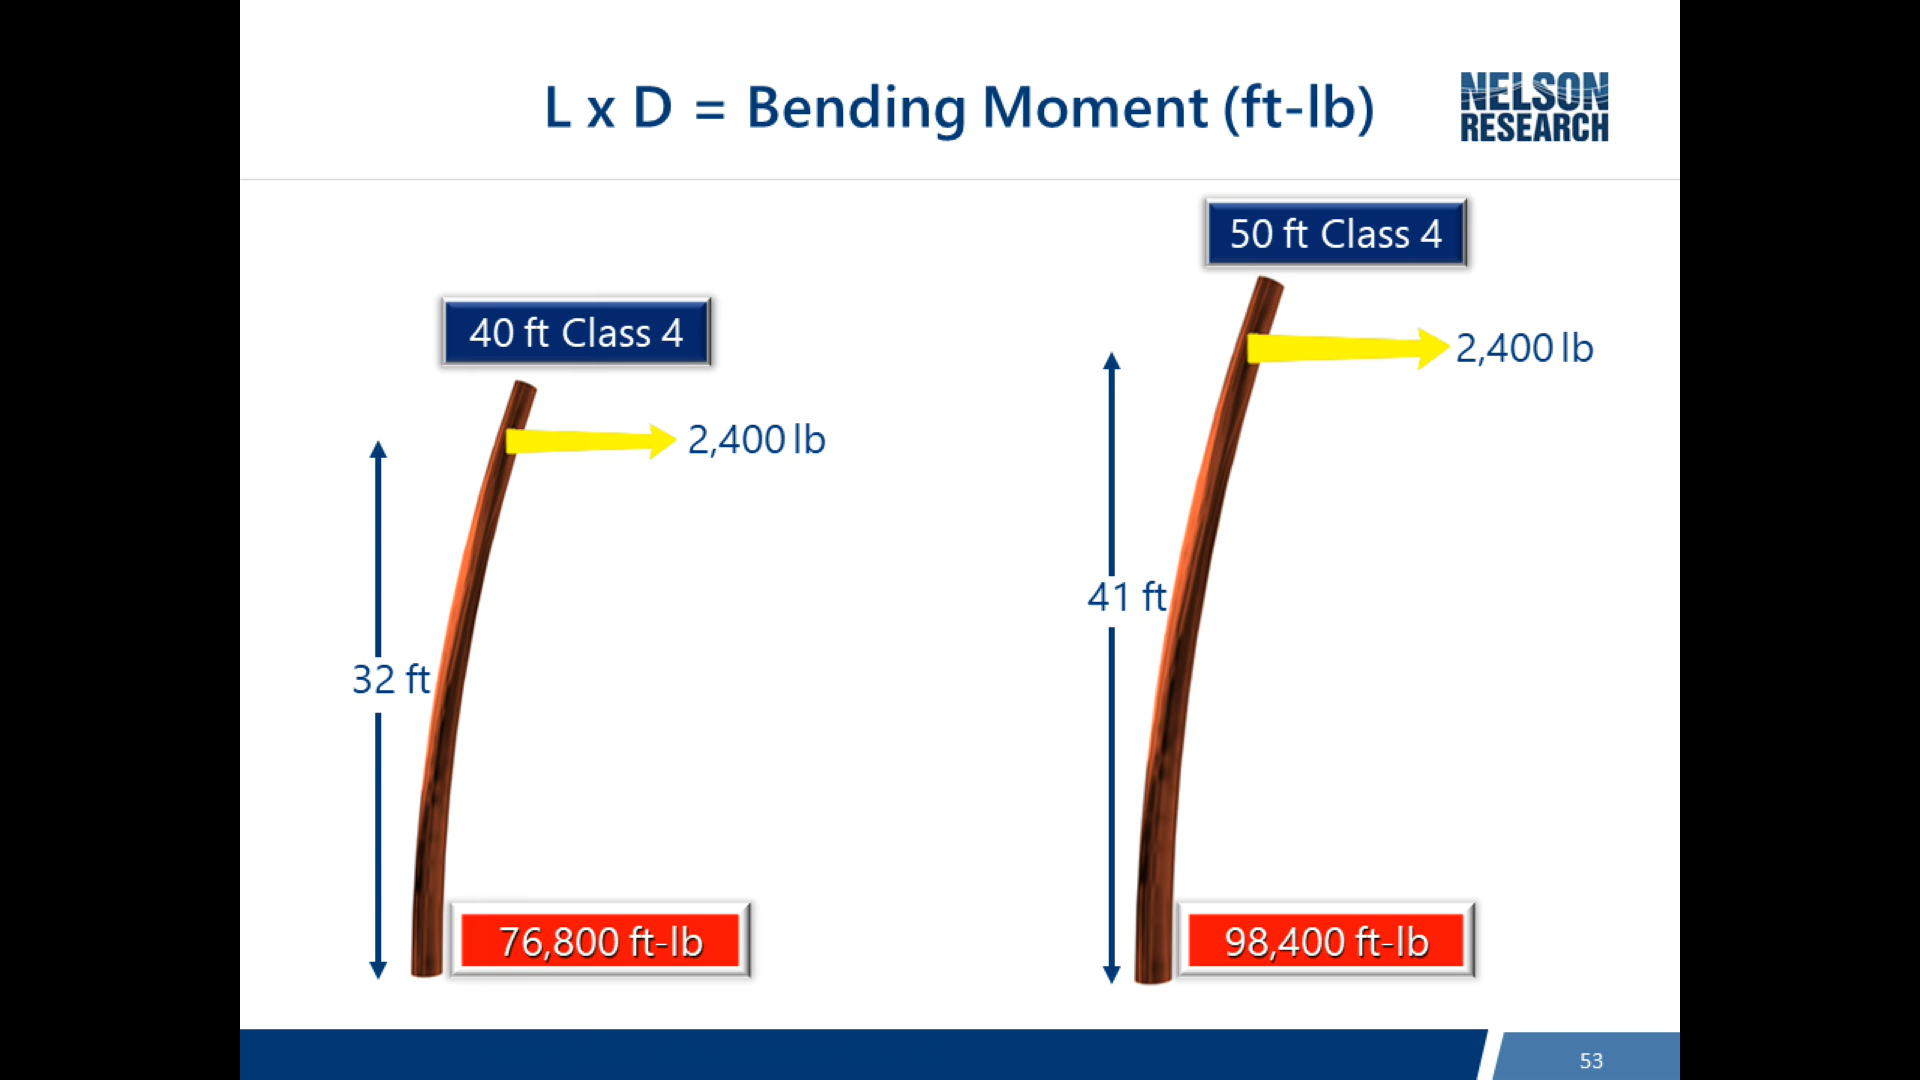 L x D = Bending Moment (ft-lb)
NELSON
RESEARCH
50 ft Class 4
40 ft Class 4
2,400 lb
2,400 lb
41 ft
32 ft
76,800 ft-lb
98,400 ft-lb
53